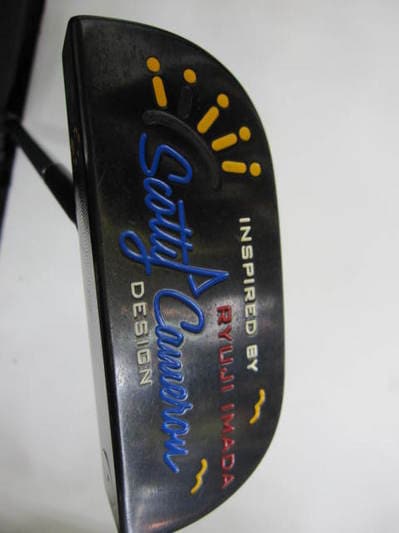 INSPIRED BY
RYUJI IMADA
Scotty Cameron
DESIGN